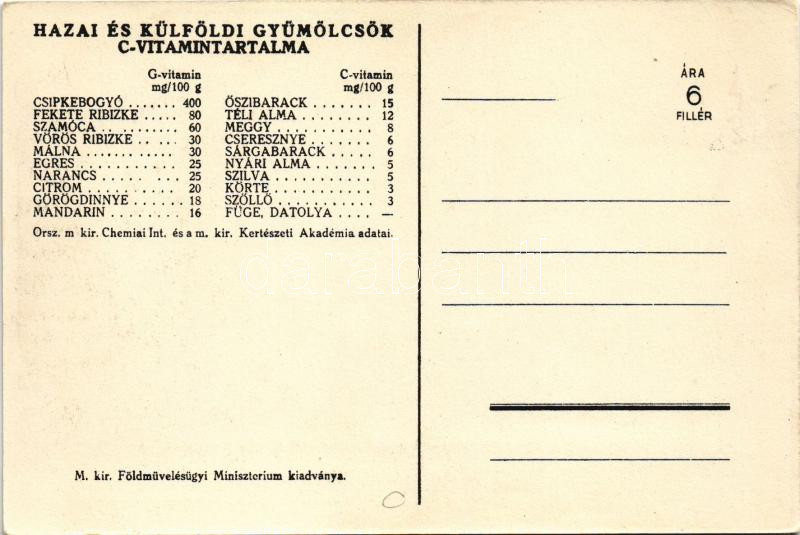 HAZAI ÉS KÜLFÖLDI GYÜMÖLCSÖK
C-VITAMINTARTALMA
G-vitamin
mg/100 g
CSIPKEBOGYÓ ....... 400
FEKETE RIBIZKE ..... 80
SZAMÓCA ........... 60
VÖRÖS RIBIZKE .. .... 30
MÁLNA ............ 30
EGRES ............. 25
NARANCS ..... ..... 25
CITROM ........... 20
GÖRÖGDINNYE ...... 18
MANDARIN ......... 16
C-vitamin
mg/100 g
ŐSZIBARACK ....... 15
TÉLI ALMA ......... 12
MEGGY ............ 8
CSERESZNYE ........ 6
SÁRGABARACK ...... 6
NYÁRI ALMA ........ 5
SZILVA ............ 5
KÖRTE ............ 3
SZÖLLŐ ........... 3
FÜGE, DATOLYA .... —
Orsz. m kir. Chemiai Int. és a m. kir. Kertészeti Akadémia adatai.
M. kir. Földmüvelésügyi Minisztorium kiadványa.
ÁRA
6
FILLÉR
darabanth